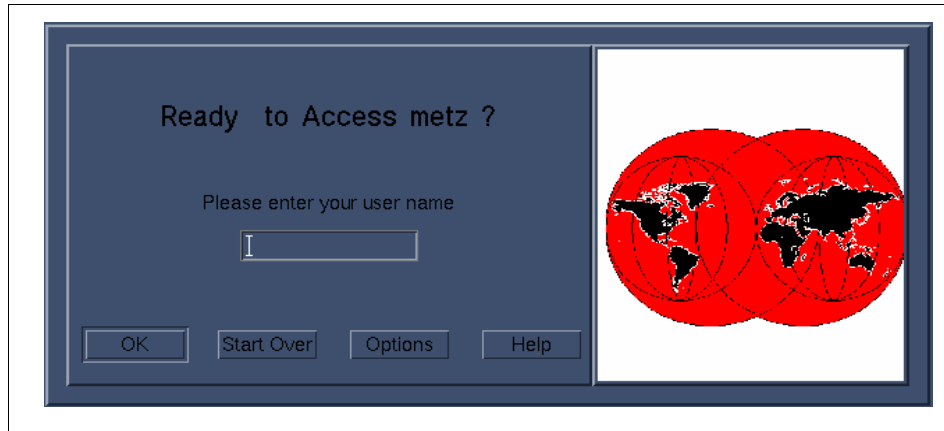 Ready to Access metz ?
Please enter your user name
OK
Start Over
Options
Help